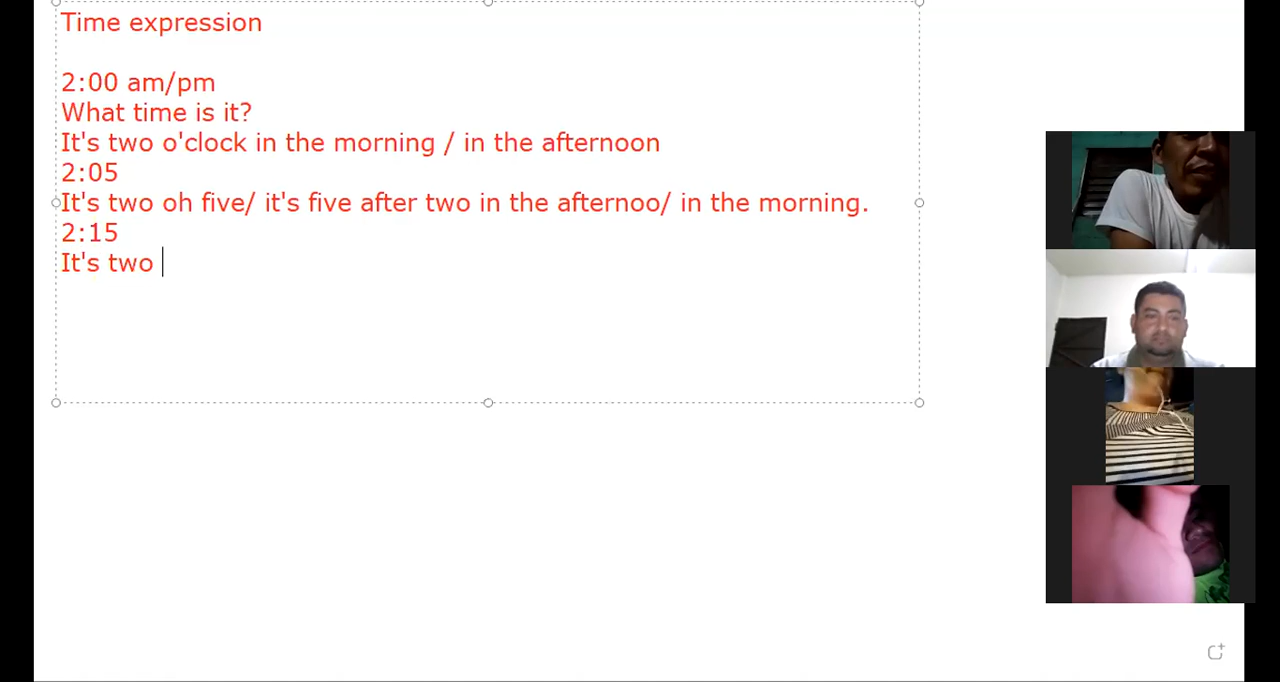 Time expression
2:00 am/pm
What time is it?
It's two o'clock in the morning / in the afternoon
2:05
It's two oh five/ it's five after two in the afternoo/ in the morning.
2:15
It's two